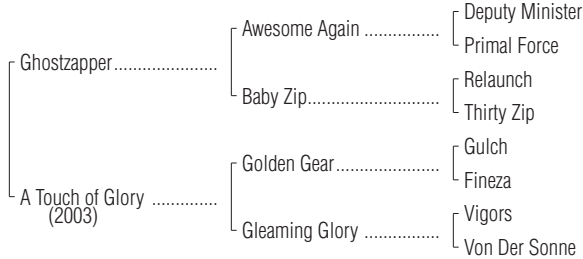 Deputy Minister
Awesome Again ................
Primal Force
Ghostzapper......................
Relaunch
Baby Zip............................
Thirty Zip
Gulch
Golden Gear......................
Fineza
A Touch of Glory ..............
(2003)
Vigors
Gleaming Glory ................
Von Der Sonne